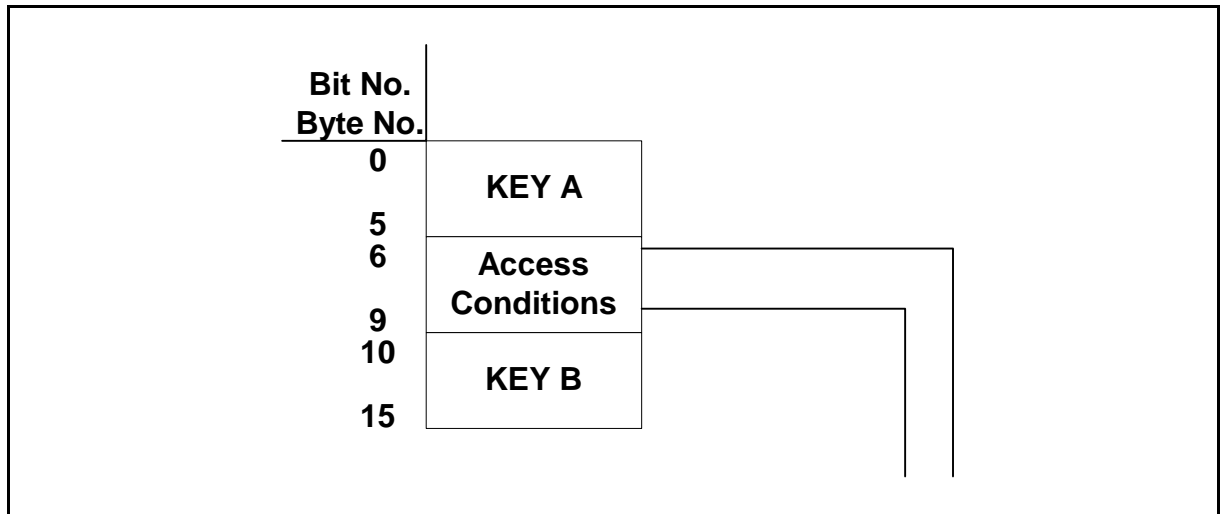 Bit No.
Byte No.
0
KEY A
5
6
Access
Conditions
9
10
KEY B
15